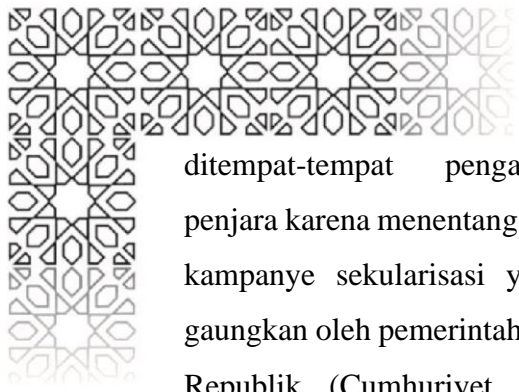 ditempat-tempat penga
penjara karena menentang
kampanye sekularisasi y
gaungkan oleh pemerintah
Republik (Cumhuriyet